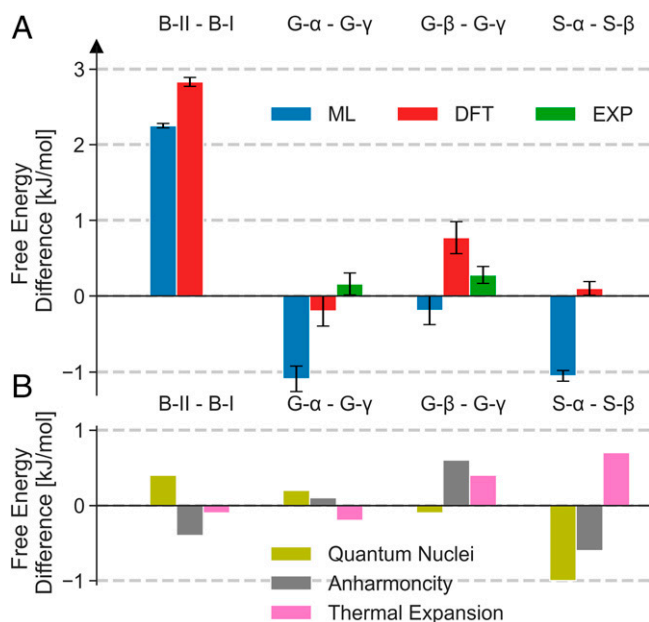 A
B-II - B-I G-α - G-γ G-β - G-γ S-α - S-β
Free Energy
Difference [kJ/mol]
3
2
1
0
−1
ML DFT EXP
B
B-II - B-I G-α - G-γ G-β - G-γ S-α - S-β
Free Energy
Difference [kJ/mol]
1
0
−1
Quantum Nuclei
Anharmoncity
Thermal Expansion